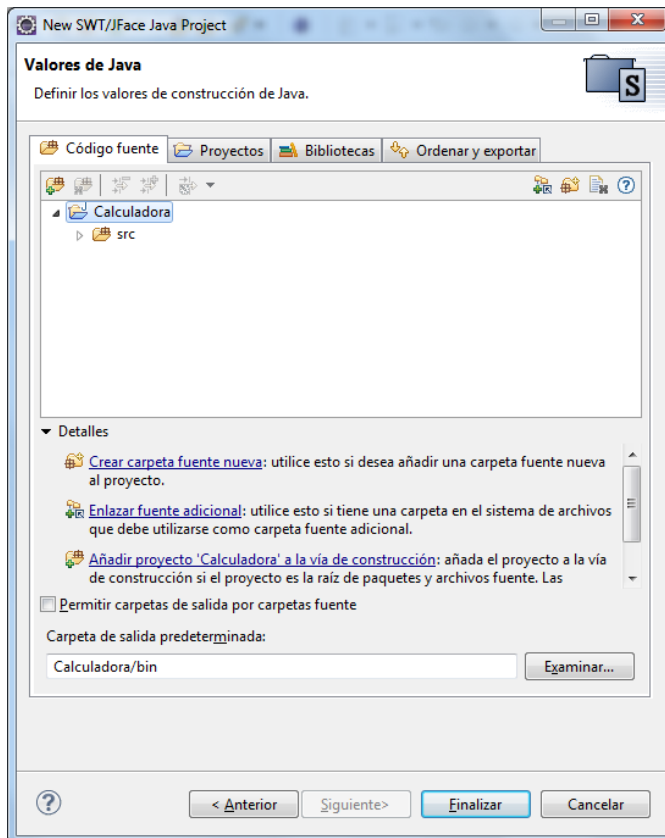 New SWT/JFace Java Project
Valores de Java
Definir los valores de construcción de Java.
S
Código fuente
Proyectos
Bibliotecas
Ordenar y exportar
Calculadora
src
Detalles
Crear carpeta fuente nueva: utilice esto si desea añadir una carpeta fuente nueva
al proyecto.
Enlazar fuente adicional: utilice esto si tiene una carpeta en el sistema de archivos
que debe utilizarse como carpeta fuente adicional.
Añadir proyecto 'Calculadora' a la vía de construcción: añada el proyecto a la vía
de construcción si el proyecto es la raíz de paquetes y archivos fuente. Las
Permitir carpetas de salida por carpetas fuente
Carpeta de salida predeterminada:
Calculadora/bin
Examinar...
< Anterior
Siguiente>
Finalizar
Cancelar